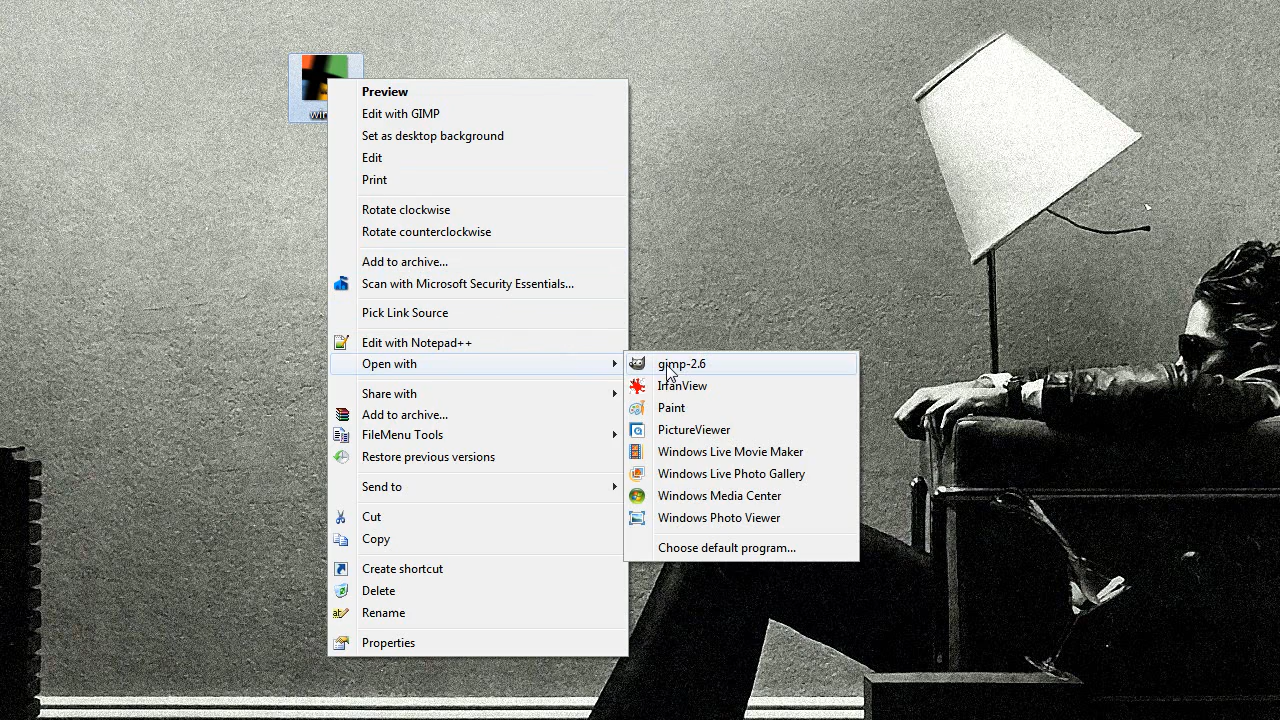 Preview
Edit with GIMP
Set as desktop background
Edit
Print
Rotate clockwise
Rotate counterclockwise
Add to archive...
Scan with Microsoft Security Essentials...
Pick Link Source
Edit with Notepad++
Open with
Share with
Add to archive...
FileMenu Tools
Restore previous versions
Send to
Cut
Copy
Create shortcut
Delete
Rename
Properties
gimp-2.6
IrfanView
Paint
PictureViewer
Windows Live Movie Maker
Windows Live Photo Gallery
Windows Media Center
Windows Photo Viewer
Choose default program...